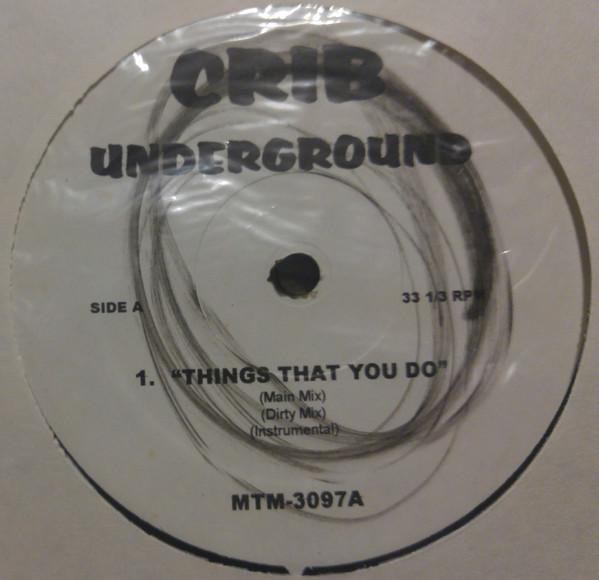 CRIB
UNDERGROUND
SIDE A
33 1/3 RPM
1. "THINGS THAT YOU DO"
(Main Mix)
(Dirty Mix)
(Instrumental)
MTM-3097A